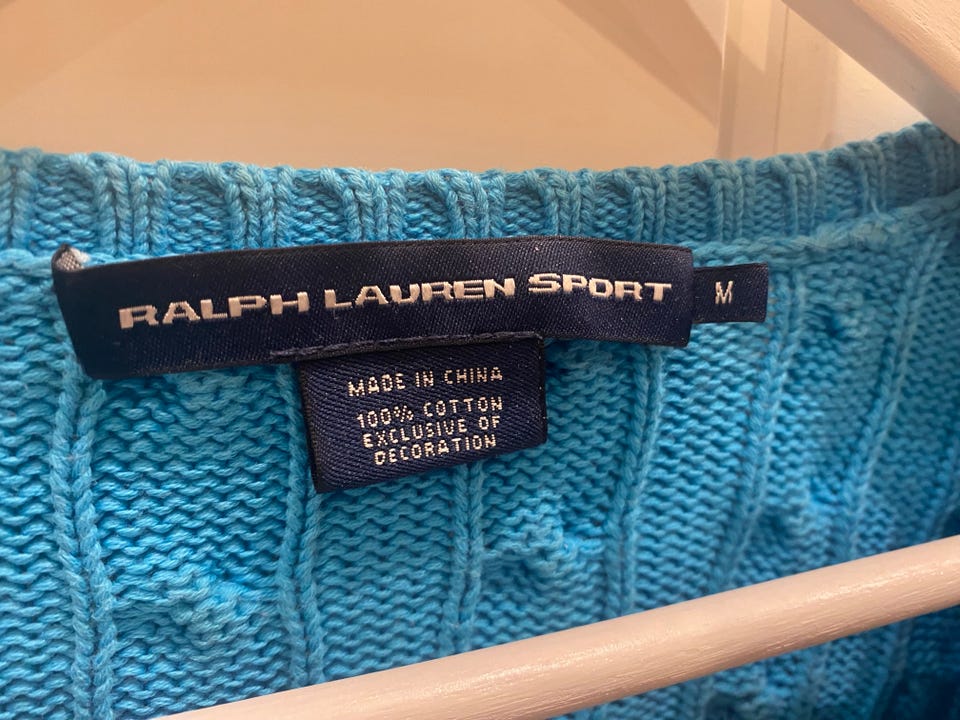 RALPH LAUREN SPORT
M
MADE IN CHINA
100% COTTON
EXCLUSIVE OF
DECORATION